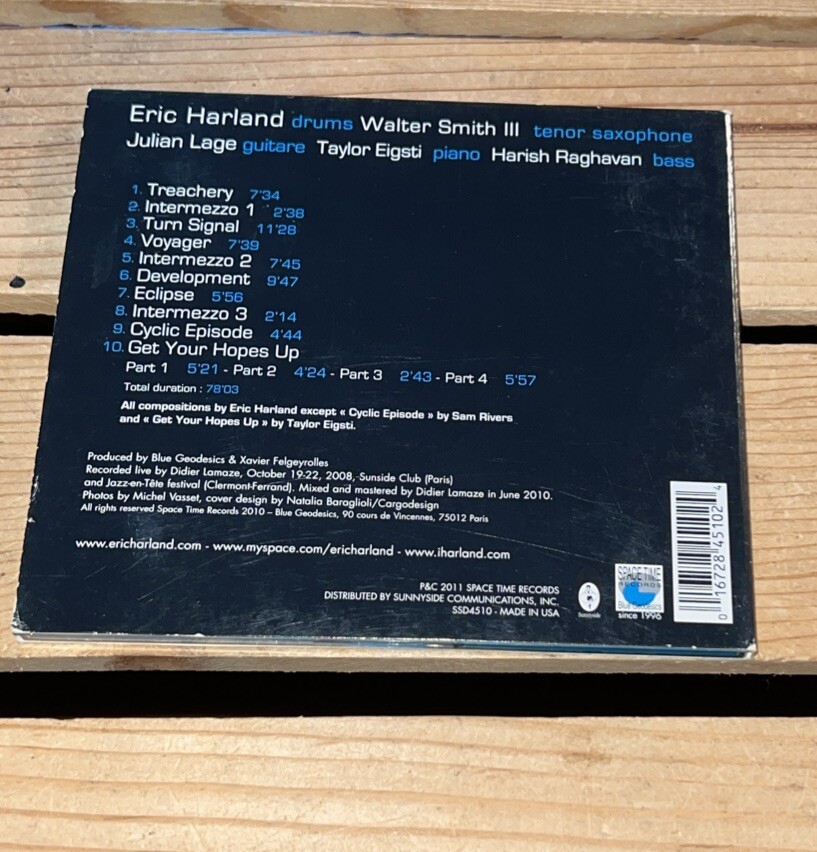 Eric Harland drums Walter Smith III tenor saxophone
Julian Lage guitare Taylor Eigsti piano Harish Raghavan bass
1. Treachery 7'34
2. Intermezzo 1 2'38
3. Turn Signal 11'28
4. Voyager 7'39
5. Intermezzo 2 7'45
6. Development 9'47
7. Eclipse 5'56
8. Intermezzo 3 2'14
9. Cyclic Episode 4'44
10. Get Your Hopes Up
Part 1 5'21 - Part 2 4'24 - Part 3 2'43 - Part 4 5'57
Total duration : 78'03
All compositions by Eric Harland except « Cyclic Episode » by Sam Rivers
and « Get Your Hopes Up » by Taylor Eigsti.
Produced by Blue Geodesics & Xavier Felgeyrolles
Recorded live by Didier Lamaze, October 19-22, 2008, Sunside Club (Paris)
and Jazz-en-Tête festival (Clermont-Ferrand). Mixed and mastered by Didier Lamaze in June 2010.
Photos by Michel Vasset, cover design by Natalia Baraglioli/Cargodesign
All rights reserved Space Time Records 2010 – Blue Geodesics, 90 cours de Vincennes, 75012 Paris
www.ericharland.com - www.myspace.com/ericharland - www.iharland.com
P&C 2011 SPACE TIME RECORDS
DISTRIBUTED BY SUNNYSIDE COMMUNICATIONS, INC.
SSD4510 - MADE IN USA
Sunnyside
SPACE TIME
RECORDS
Blue Geodesics
since 1996
0 16728 45102 4